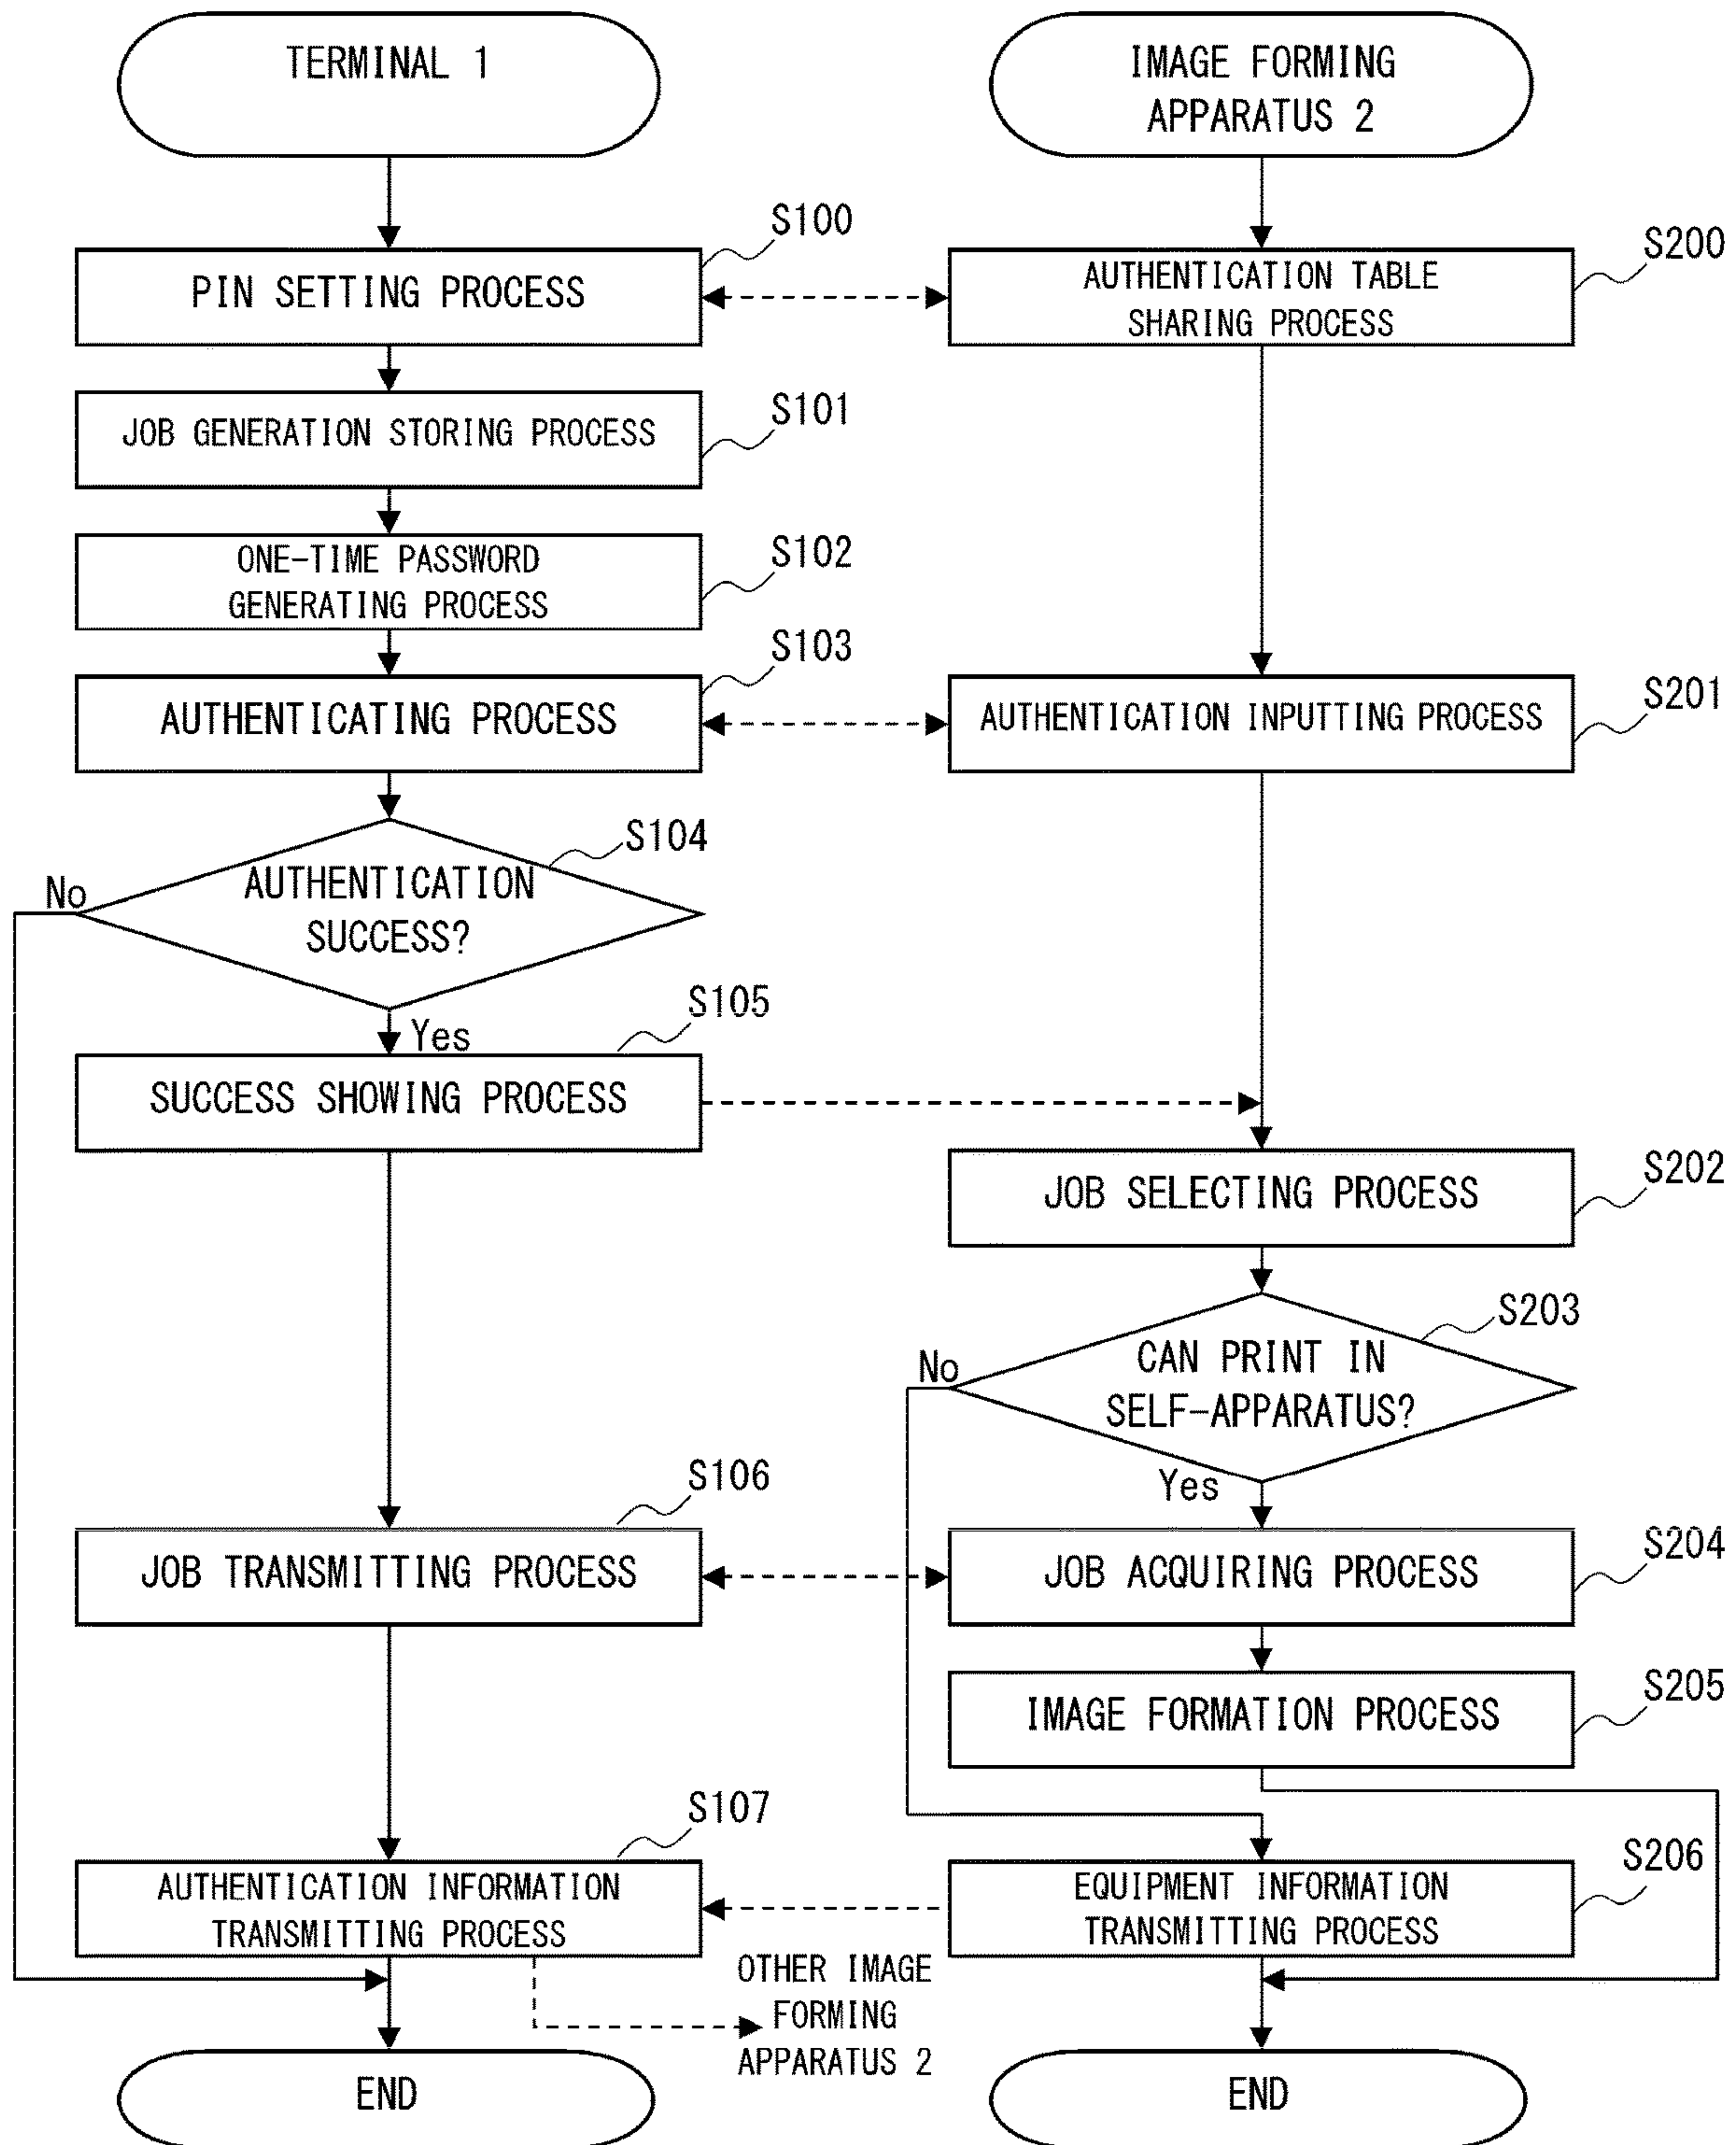 TERMINAL 1
IMAGE FORMING
APPARATUS 2
S100
PIN SETTING PROCESS
S200
AUTHENTICATION TABLE
SHARING PROCESS
S101
JOB GENERATION STORING PROCESS
S102
ONE-TIME PASSWORD
GENERATING PROCESS
S103
AUTHENTICATING PROCESS
S201
AUTHENTICATION INPUTTING PROCESS
S104
AUTHENTICATION
SUCCESS?
No
Yes
S105
SUCCESS SHOWING PROCESS
S202
JOB SELECTING PROCESS
S203
CAN PRINT IN
SELF-APPARATUS?
No
Yes
S106
JOB TRANSMITTING PROCESS
S204
JOB ACQUIRING PROCESS
S205
IMAGE FORMATION PROCESS
S107
AUTHENTICATION INFORMATION
TRANSMITTING PROCESS
S206
EQUIPMENT INFORMATION
TRANSMITTING PROCESS
OTHER IMAGE
FORMING
APPARATUS 2
END
END